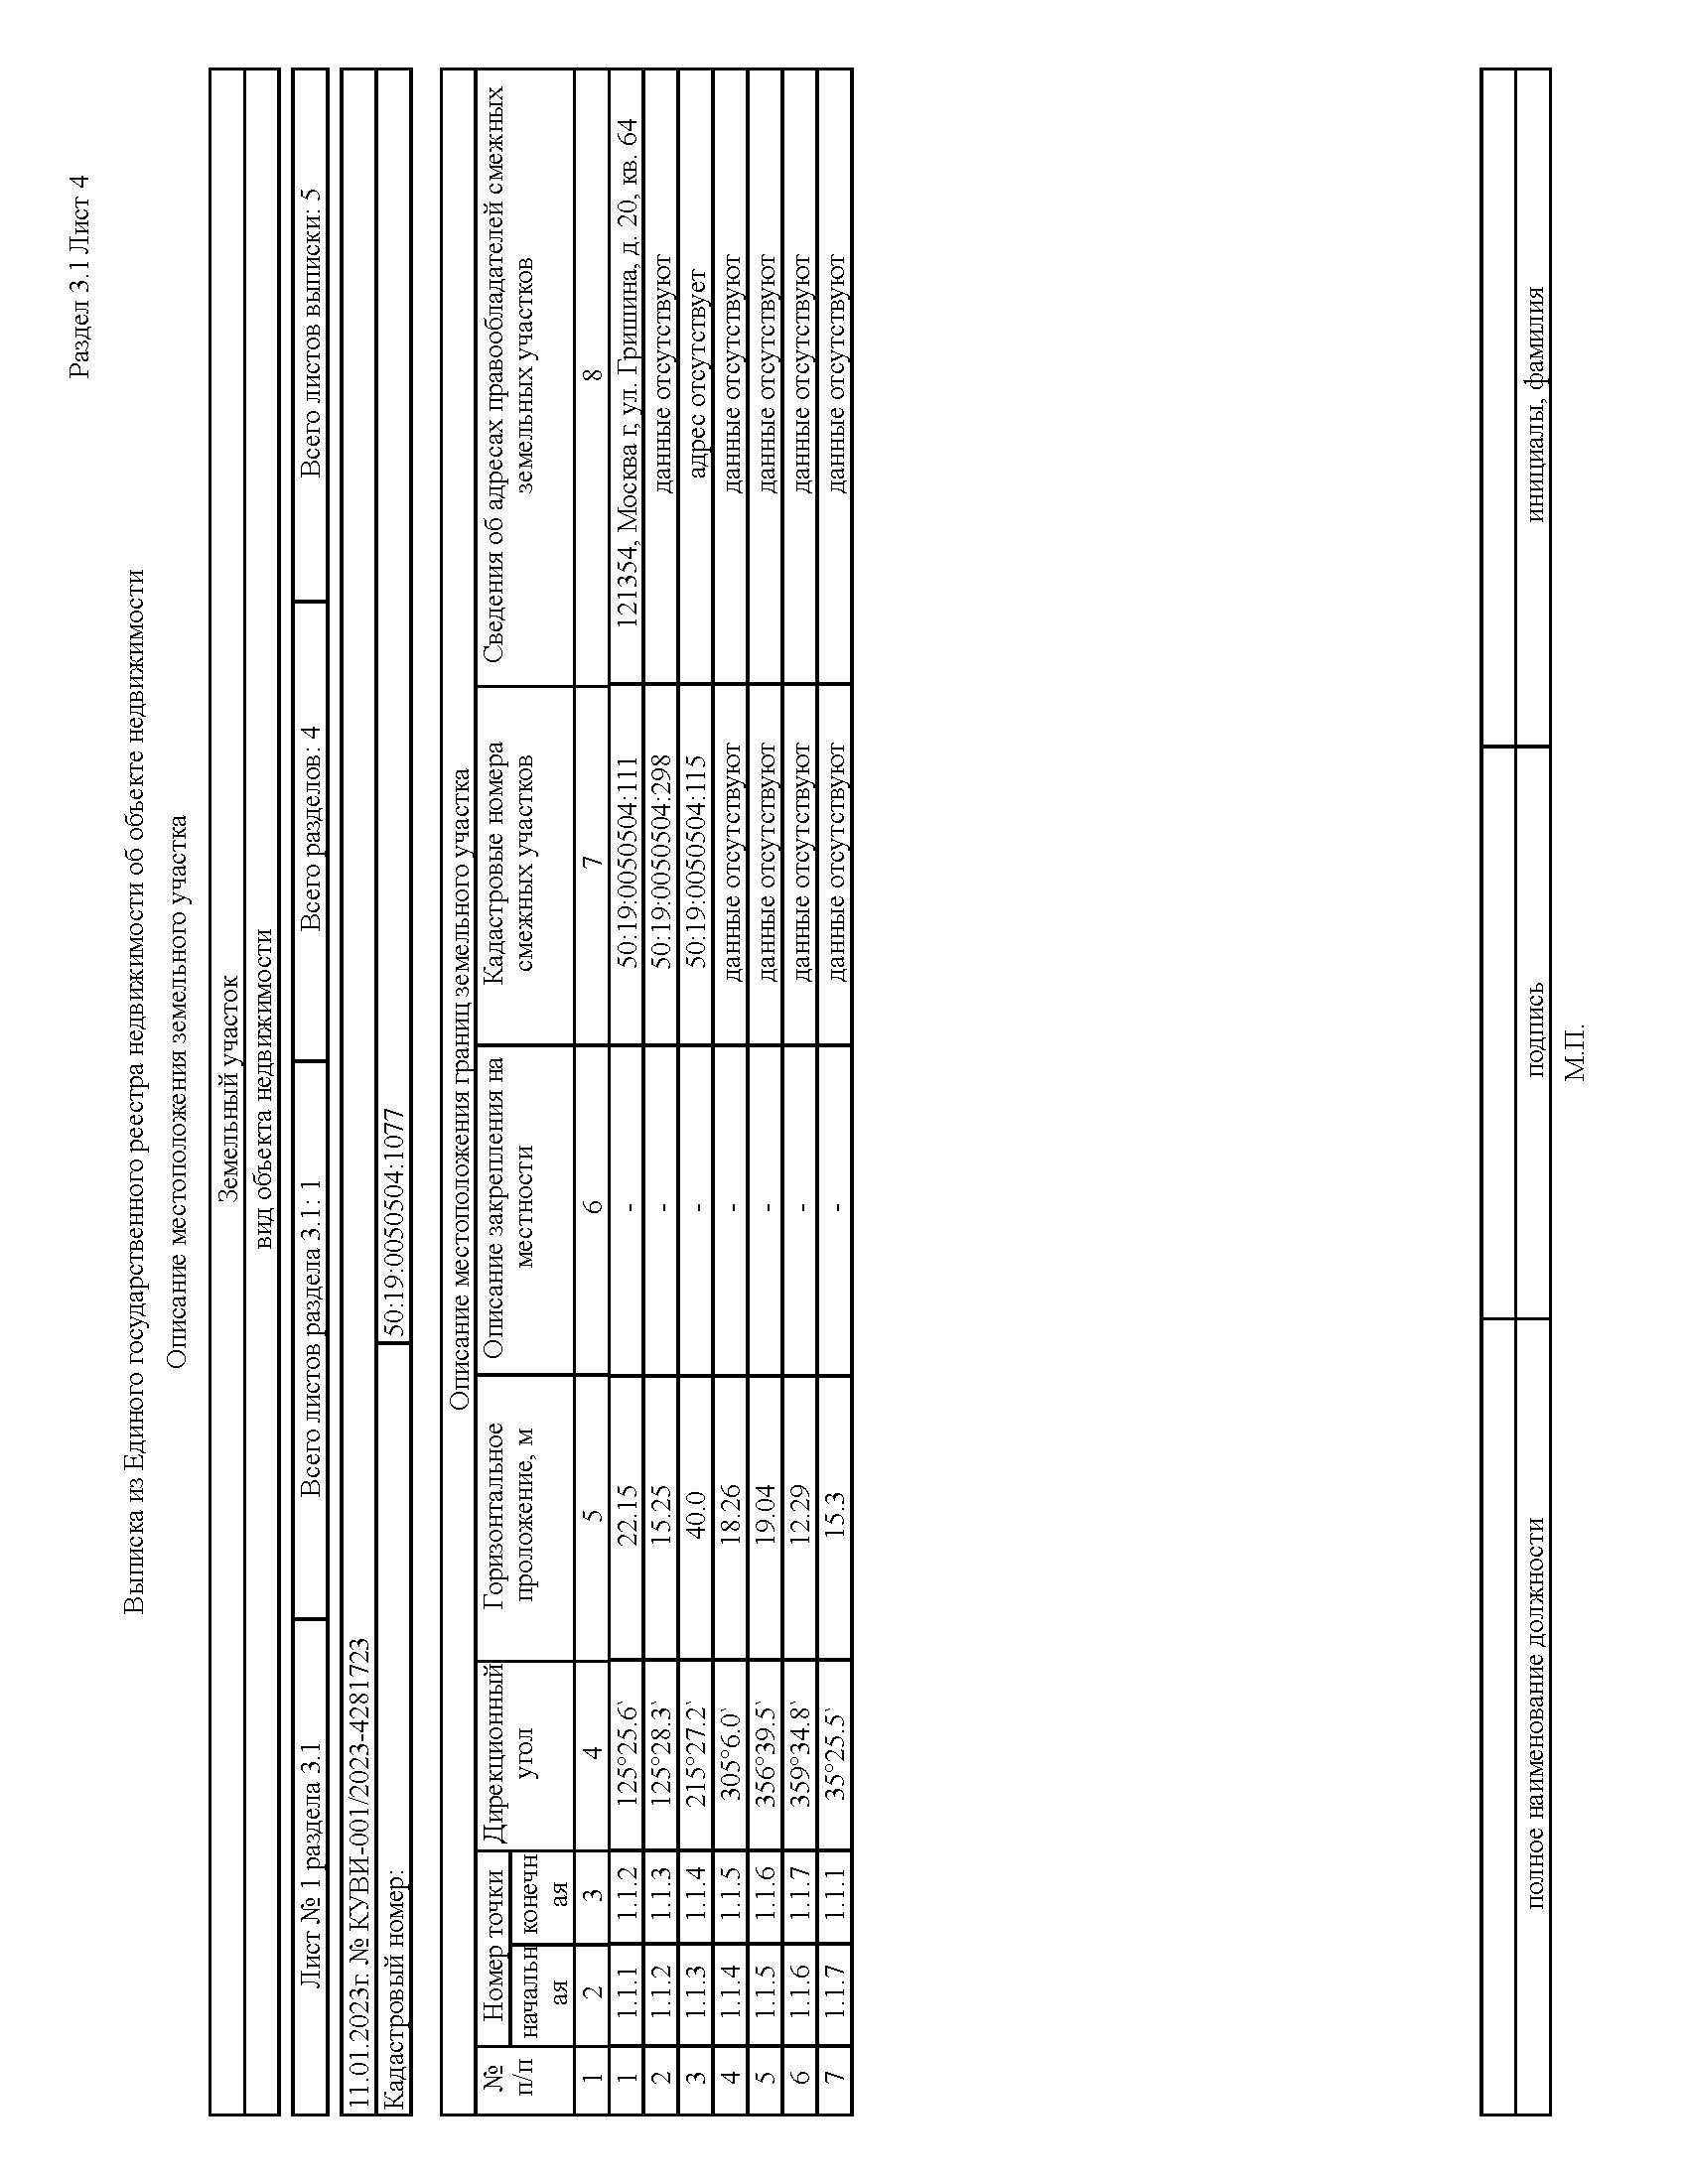 Раздел 3.1 Лист 4
Выписка из Единого государственного реестра недвижимости об объекте недвижимости
Описание местоположения земельного участка
Земельный участок
вид объекта недвижимости
Лист № 1 раздела 3.1 Всего листов раздела 3.1: 1 Всего разделов: 4 Всего листов выписки: 5
11.01.2023г. № КУВИ-001/2023-4281723
Кадастровый номер: 50:19:0050504:1077
Описание местоположения границ земельного участка
№ Номер точки Дирекционный Горизонтальное Описание закрепления на Кадастровые номера Сведения об адресах правообладателей смежных
п/п начальн конечн угол проложение, м местности смежных участков земельных участков
ая ая
1 2 3 4 5 6 7 8
1 1.1.1 1.1.2 125°25.6` 22.15 - 50:19:0050504:111 121354, Москва г, ул. Гришина, д. 20, кв. 64
2 1.1.2 1.1.3 125°28.3` 15.25 - 50:19:0050504:298 данные отсутствуют
3 1.1.3 1.1.4 215°27.2` 40.0 - 50:19:0050504:115 адрес отсутствует
4 1.1.4 1.1.5 305°6.0` 18.26 - данные отсутствуют данные отсутствуют
5 1.1.5 1.1.6 356°39.5` 19.04 - данные отсутствуют данные отсутствуют
6 1.1.6 1.1.7 359°34.8` 12.29 - данные отсутствуют данные отсутствуют
7 1.1.7 1.1.1 35°25.5` 15.3 - данные отсутствуют данные отсутствуют
полное наименование должности подпись инициалы, фамилия
М.П.